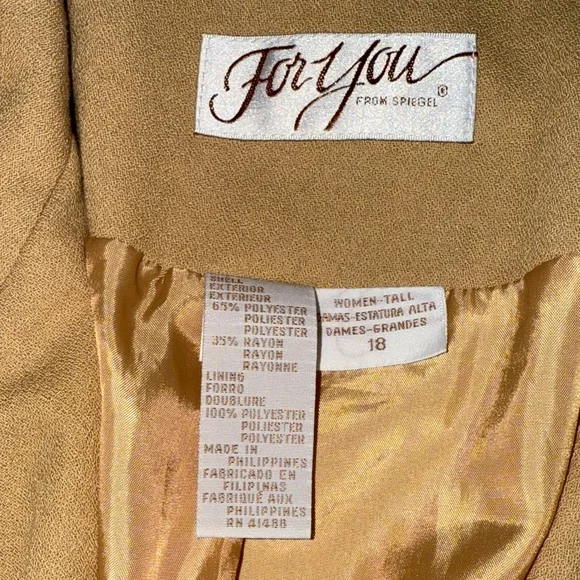 For You
FROM SPIEGEL ®
SHELL
EXTERIOR
EXTERIEUR
65% POLYESTER
POLIESTER
POLYESTER
35% RAYON
RAYON
RAYONNE
LINING
FORRO
DOUBLURE
100% POLYESTER
POLIESTER
POLYESTER
MADE IN
PHILIPPINES
FABRICADO EN
FILIPINAS
FABRIQUÉ AUX
PHILIPPINES
RN 41488
WOMEN-TALL
DAMAS-ESTATURA ALTA
DAMES-GRANDES
18